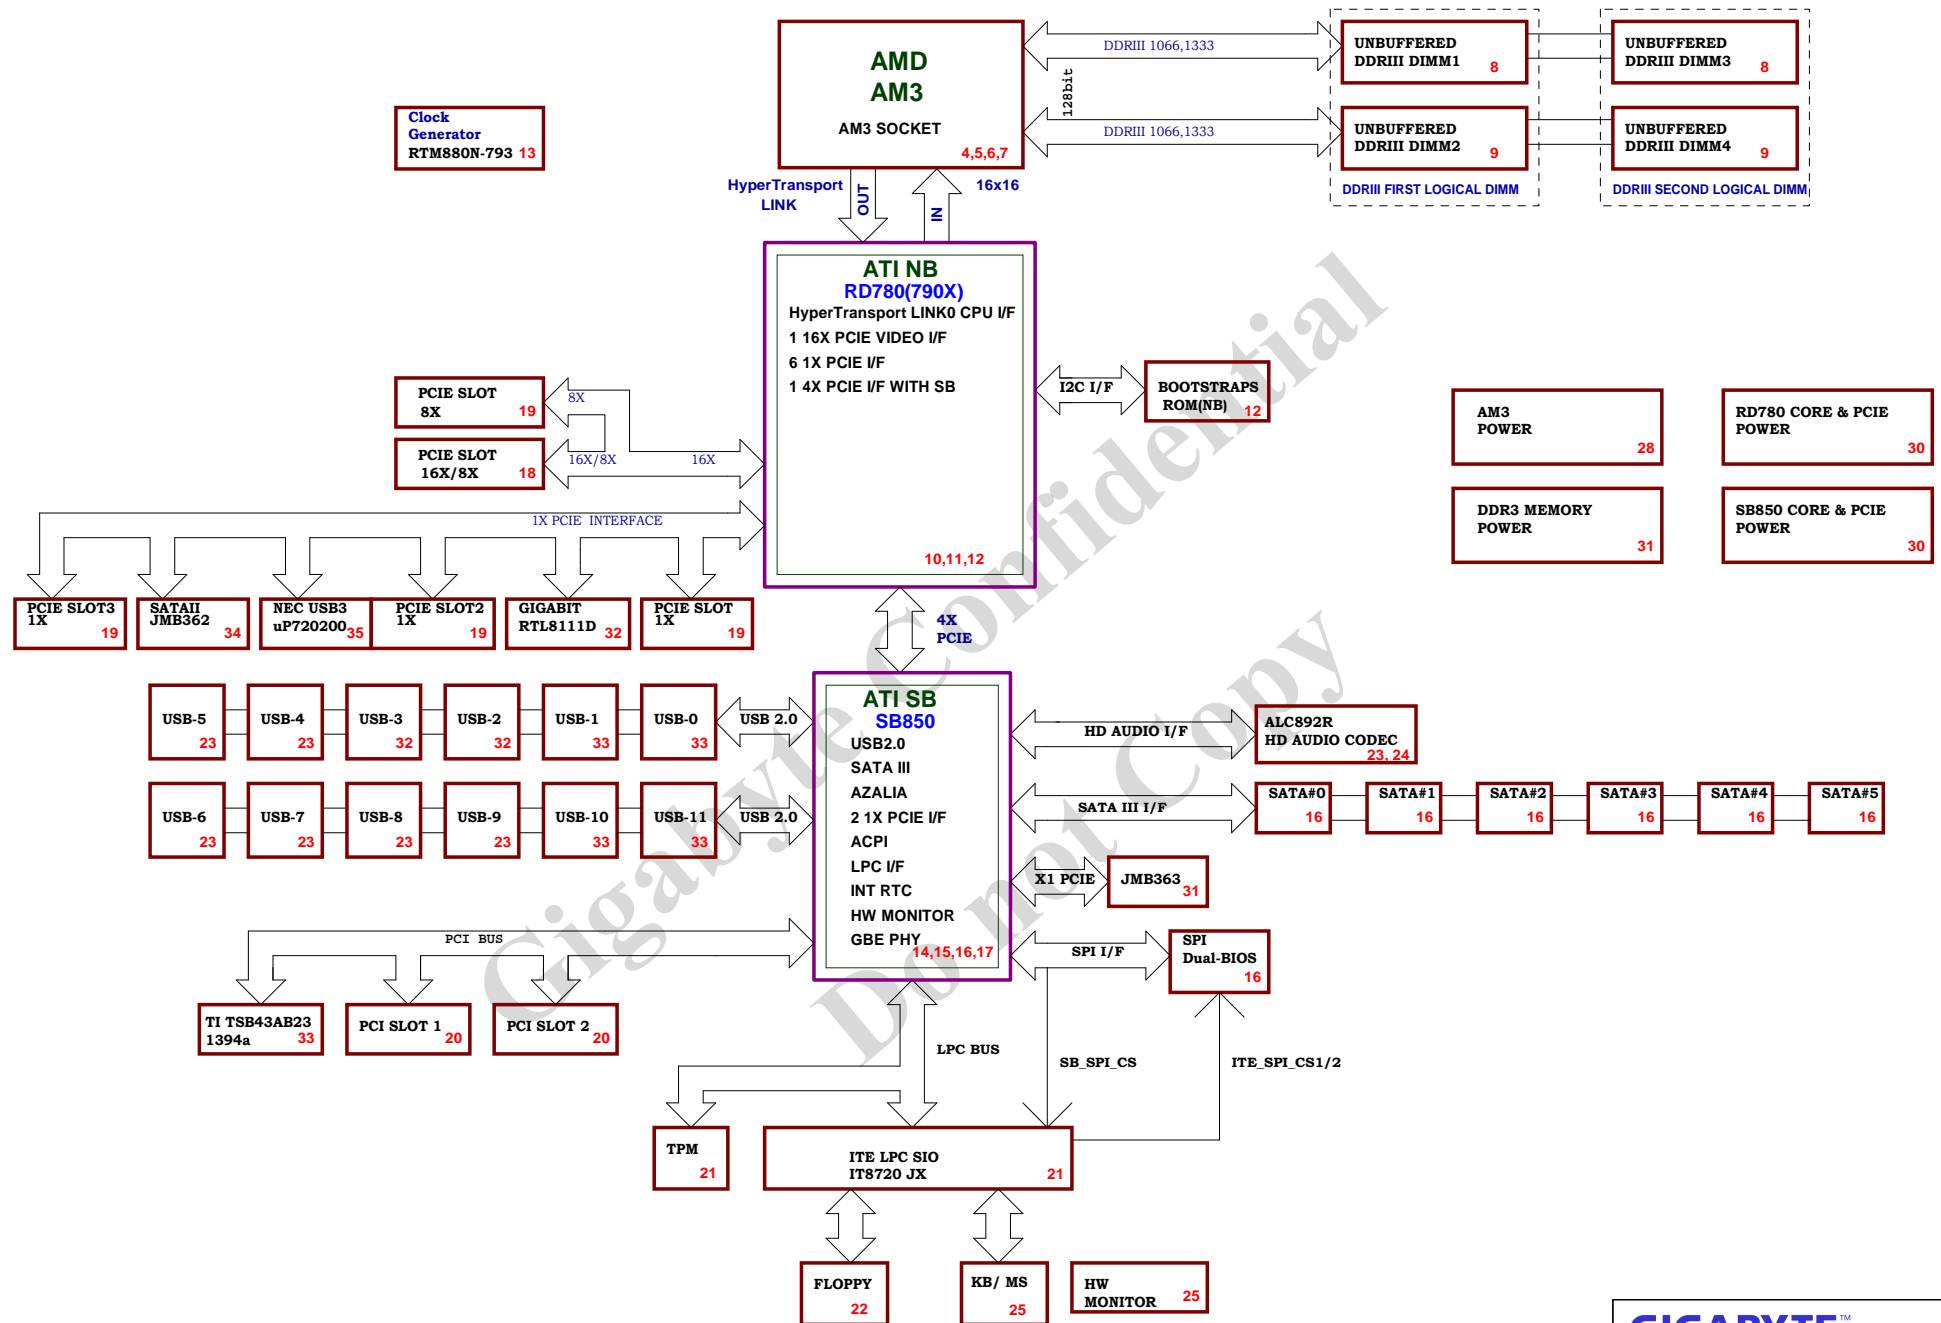 AMD
AM3
AM3 SOCKET
4,5,6,7
DDRIII 1066,1333
128bit
DDRIII 1066,1333
UNBUFFERED
DDRIII DIMM1
8
UNBUFFERED
DDRIII DIMM3
8
UNBUFFERED
DDRIII DIMM2
9
UNBUFFERED
DDRIII DIMM4
9
DDRIII FIRST LOGICAL DIMM
DDRIII SECOND LOGICAL DIMM
Clock
Generator
RTM880N-793 13
HyperTransport
LINK
OUT
IN
16x16
ATI NB
RD780(790X)
HyperTransport LINK0 CPU I/F
1 16X PCIE VIDEO I/F
6 1X PCIE I/F
1 4X PCIE I/F WITH SB
10,11,12
I2C I/F
BOOTSTRAPS
ROM(NB)
12
PCIE SLOT
8X
19
8X
PCIE SLOT
16X/8X
18
16X/8X
16X
AM3
POWER
28
RD780 CORE & PCIE
POWER
30
DDR3 MEMORY
POWER
31
SB850 CORE & PCIE
POWER
30
1X PCIE INTERFACE
PCIE SLOT3
1X
19
SATAII
JMB362
34
NEC USB3
uP720200
35
PCIE SLOT2
1X
19
GIGABIT
RTL8111D
32
PCIE SLOT
1X
19
4X
PCIE
ATI SB
SB850
USB2.0
SATA III
AZALIA
2 1X PCIE I/F
ACPI
LPC I/F
INT RTC
HW MONITOR
GBE PHY
14,15,16,17
USB-5
23
USB-4
23
USB-3
32
USB-2
32
USB-1
33
USB-0
33
USB 2.0
USB-6
23
USB-7
23
USB-8
23
USB-9
23
USB-10
33
USB-11
33
USB 2.0
HD AUDIO I/F
ALC892R
HD AUDIO CODEC
23, 24
SATA III I/F
SATA#0
16
SATA#1
16
SATA#2
16
SATA#3
16
SATA#4
16
SATA#5
16
X1 PCIE
JMB363
31
SPI I/F
SPI
Dual-BIOS
16
PCI BUS
TI TSB43AB23
1394a
33
PCI SLOT 1
20
PCI SLOT 2
20
LPC BUS
SB_SPI_CS
ITE_SPI_CS1/2
TPM
21
ITE LPC SIO
IT8720 JX
21
FLOPPY
22
KB/ MS
25
HW
MONITOR
25
Gigabyte Confidential
Do not Copy
GIGABYTE™